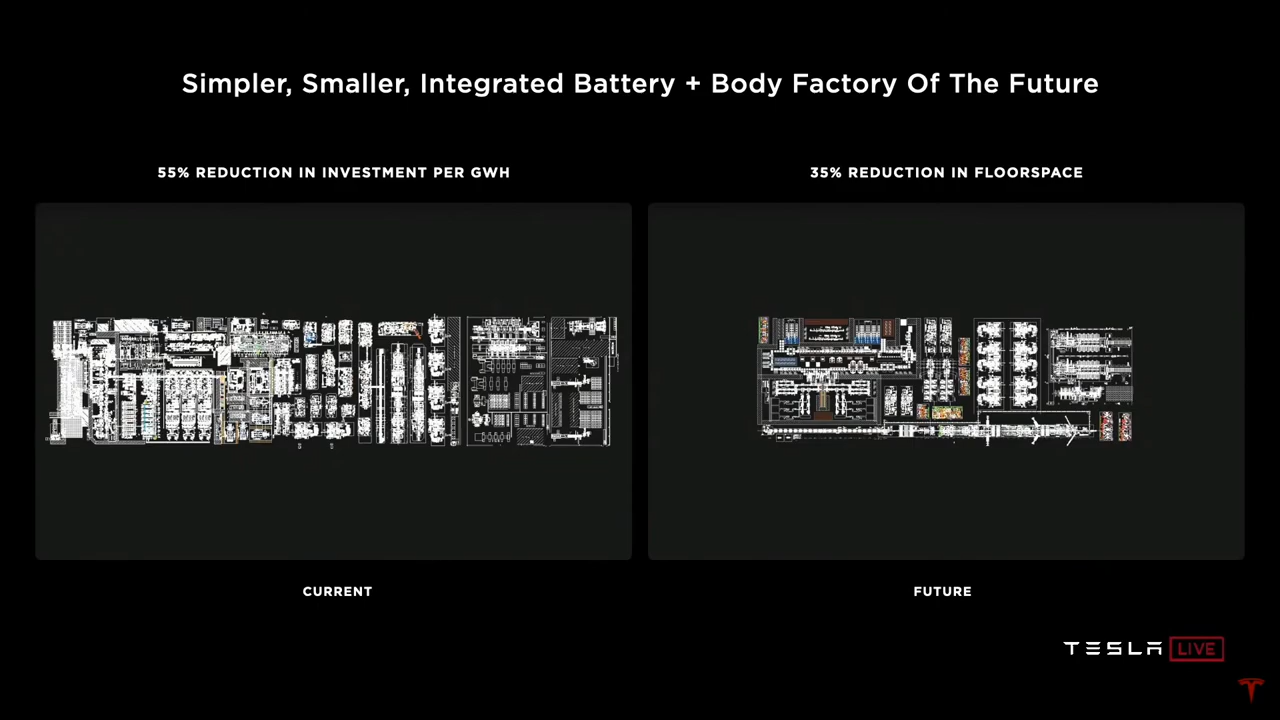 Simpler, Smaller, Integrated Battery + Body Factory Of The Future
55% REDUCTION IN INVESTMENT PER GWH
35% REDUCTION IN FLOORSPACE
CURRENT
FUTURE
TESLA LIVE